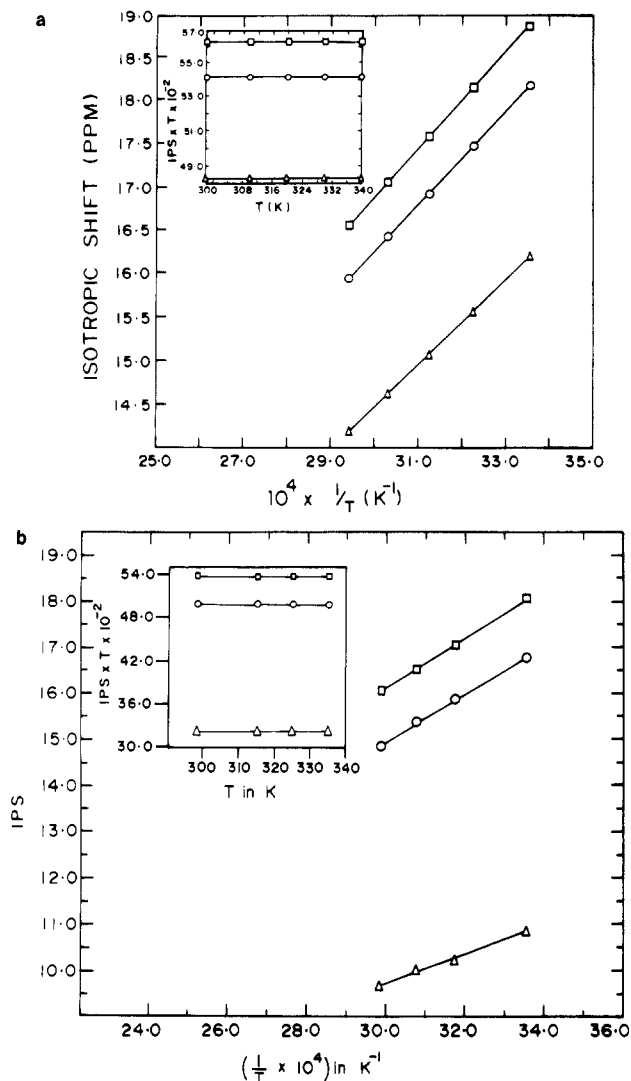 a
19·0
18·5
18·0
17·5
17·0
16·5
16·0
15·5
15·0
14·5
ISOTROPIC SHIFT (PPM)
57·0
55·0
53·0
51·0
49·0
IPS × T × 10⁻²
300 308 316 324 332 340
T (K)
25·0 27·0 29·0 31·0 33·0 35·0
10⁴ × 1/T (K⁻¹)
b
19·0
18·0
17·0
16·0
15·0
14·0
13·0
12·0
11·0
10·0
IPS
54·0
48·0
42·0
36·0
30·0
IPS × T × 10⁻²
300 310 320 330 340
T in K
24·0 26·0 28·0 30·0 32·0 34·0 36·0
(1/T × 10⁴) in K⁻¹